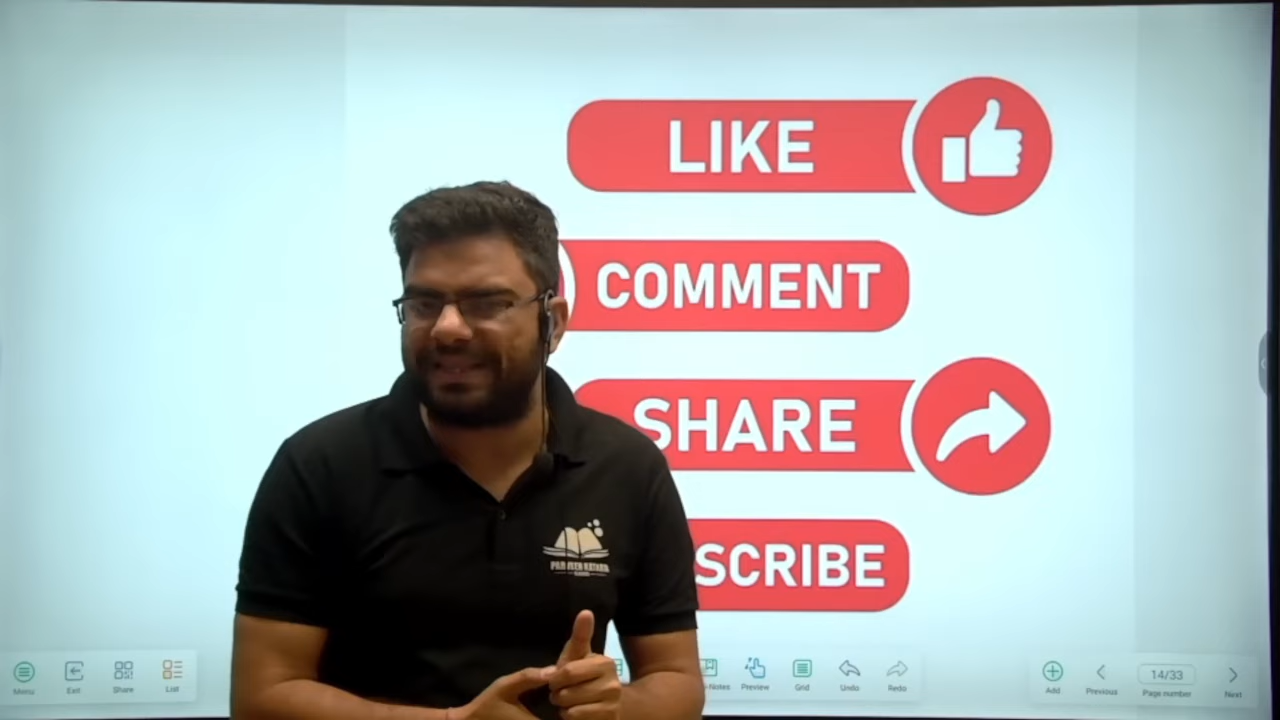 LIKE
COMMENT
SHARE
SCRIBE
Menu
Exit
Share
List
-Notes
Preview
Grid
Undo
Redo
Add
Previous
14/33
Page number
Next